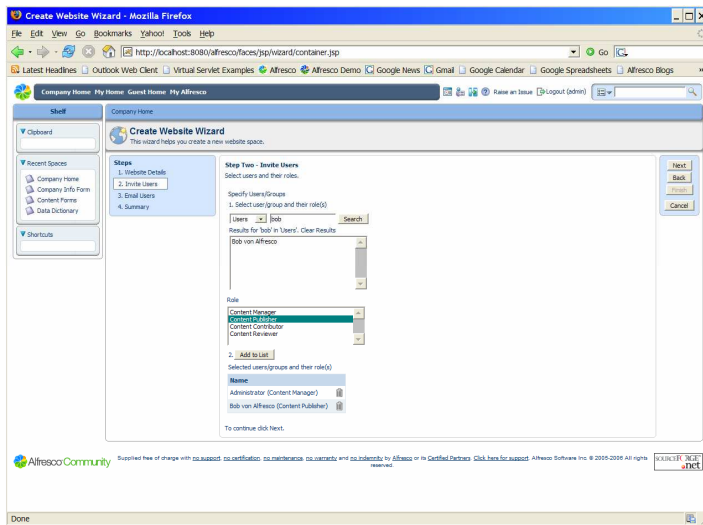 Create Website Wizard - Mozilla Firefox
File Edit View Go Bookmarks Yahoo! Tools Help
http://localhost:8080/alfresco/faces/jsp/wizard/container.jsp Go
Latest Headlines Outlook Web Client Virtual Servlet Examples Alfresco Alfresco Demo Google News Gmail Google Calendar Google Spreadsheets Alfresco Blogs »
Company Home My Home Guest Home My Alfresco Raise an Issue Logout (admin)
Shelf
Company Home
Clipboard
Create Website Wizard
This wizard helps you create a new website space.
Recent Spaces
Company Home
Company Info Form
Content Forms
Data Dictionary
Shortcuts
Steps
1. Website Details
2. Invite Users
3. Email Users
4. Summary
Step Two - Invite Users
Select users and their roles.
Specify Users/Groups
1. Select user/group and their role(s)
Users bob Search
Results for 'bob' in 'Users'. Clear Results
Bob von Alfresco
Role
Content Manager
Content Publisher
Content Contributor
Content Reviewer
2. Add to List
Selected users/groups and their role(s)
Name
Administrator (Content Manager)
Bob von Alfresco (Content Publisher)
To continue click Next.
Next
Back
Finish
Cancel
Alfresco Community
Supplied free of charge with no support, no certification, no maintenance, no warranty and no indemnity by Alfresco or its Certified Partners. Click here for support. Alfresco Software Inc. © 2005-2006 All rights
reserved.
SOURCEFORGE
.net
Done